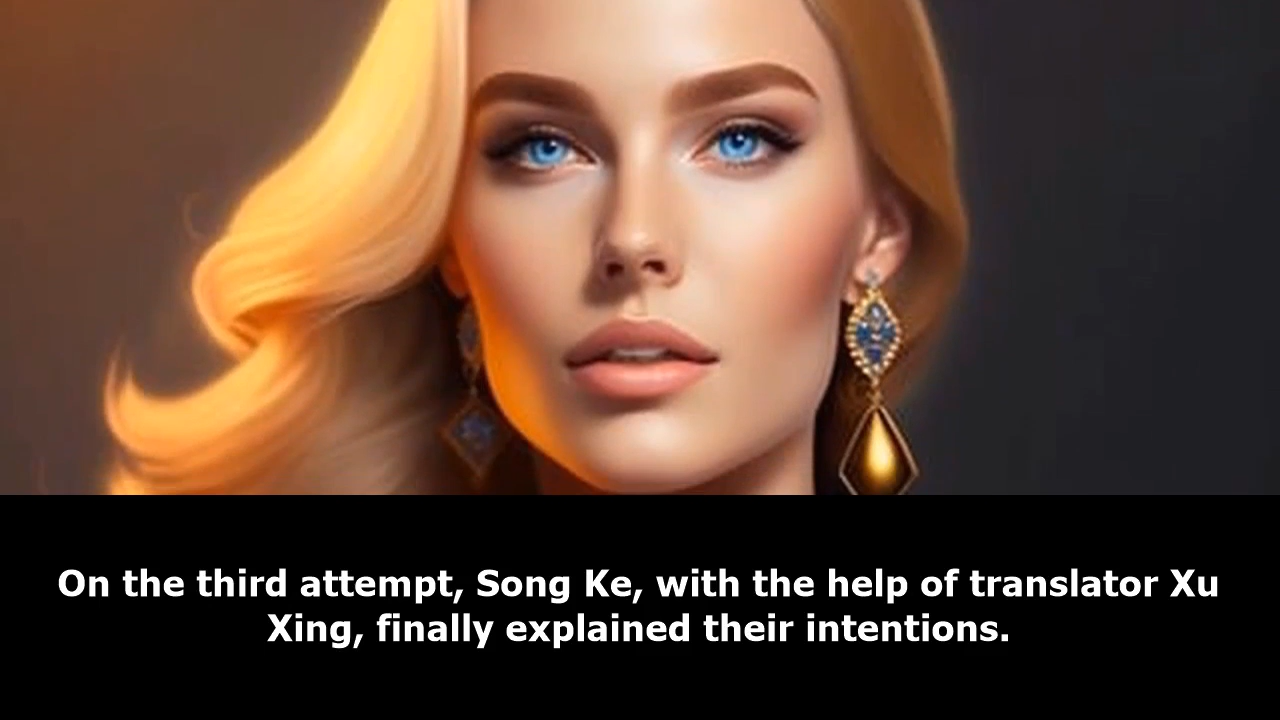 On the third attempt, Song Ke, with the help of translator Xu
Xing, finally explained their intentions.